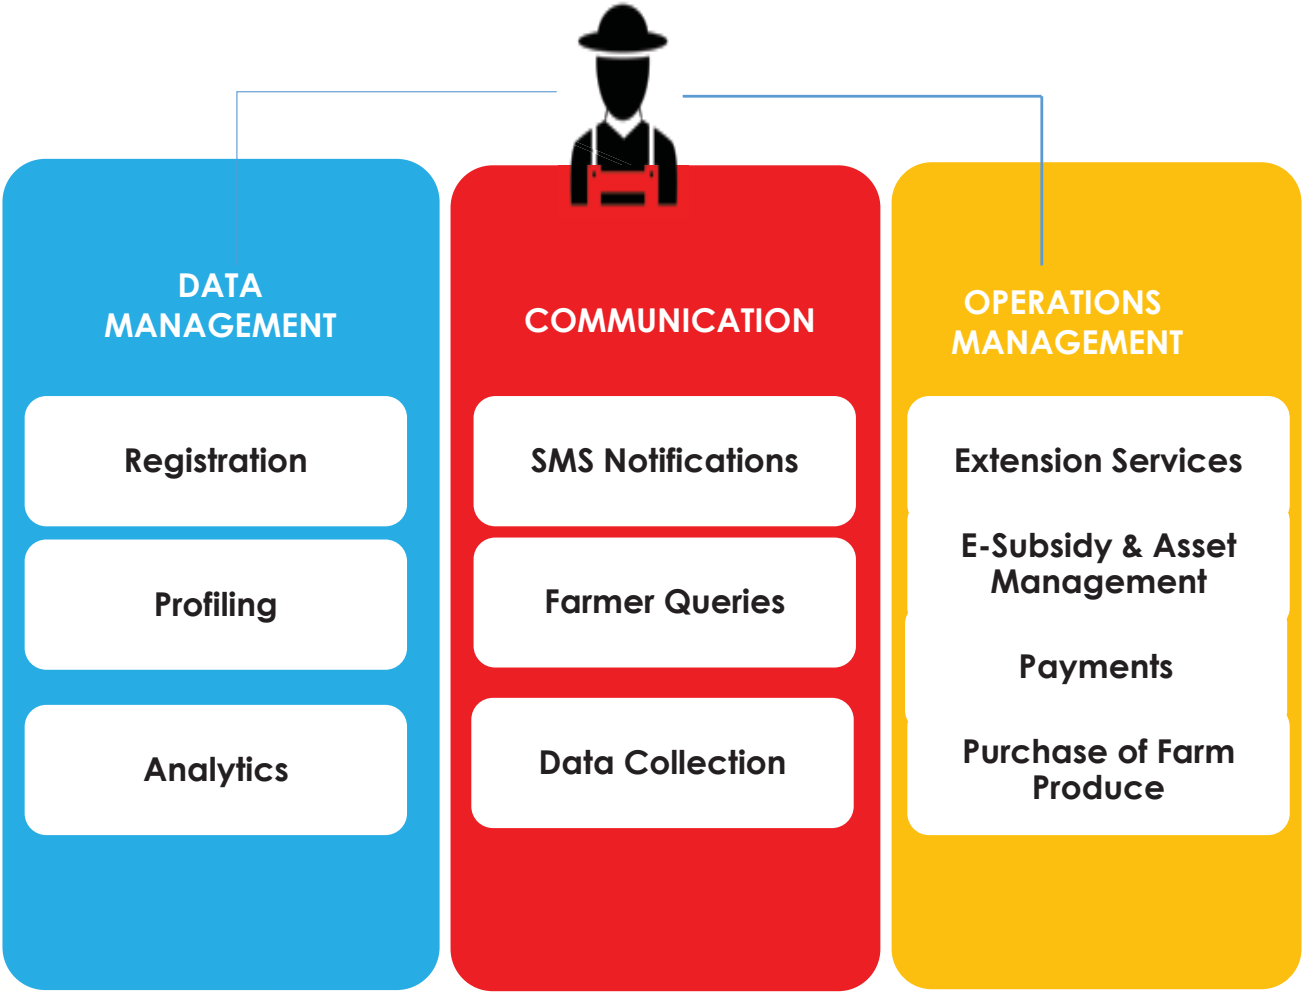 DATA
MANAGEMENT
Registration
Profiling
Analytics
COMMUNICATION
SMS Notifications
Farmer Queries
Data Collection
OPERATIONS
MANAGEMENT
Extension Services
E-Subsidy & Asset
Management
Payments
Purchase of Farm
Produce